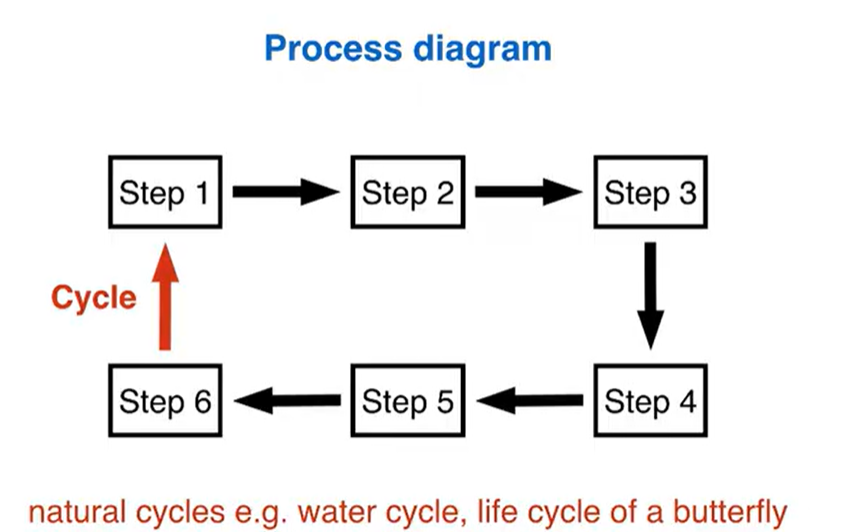 Process diagram
Step 1
Step 2
Step 3
Cycle
Step 6
Step 5
Step 4
natural cycles e.g. water cycle, life cycle of a butterfly